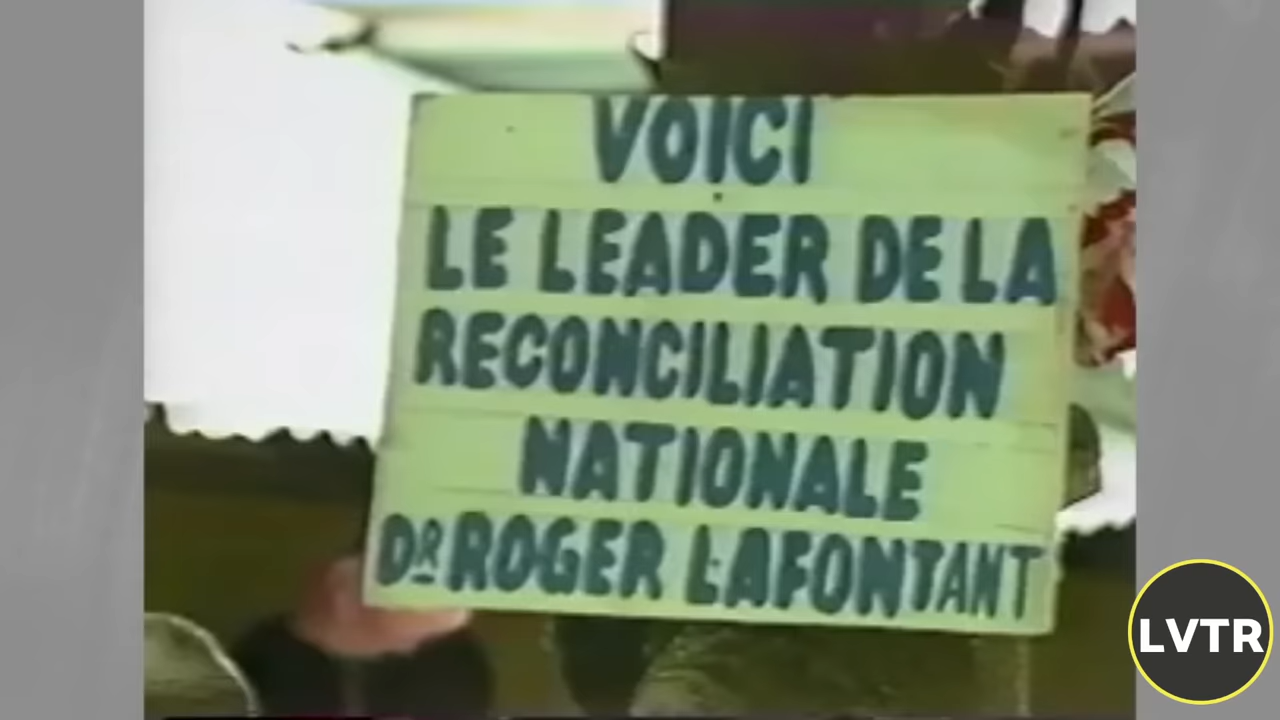 VOICI
LE LEADER DE LA
RECONCILIATION
NATIONALE
DR ROGER LAFONTANT
LVTR